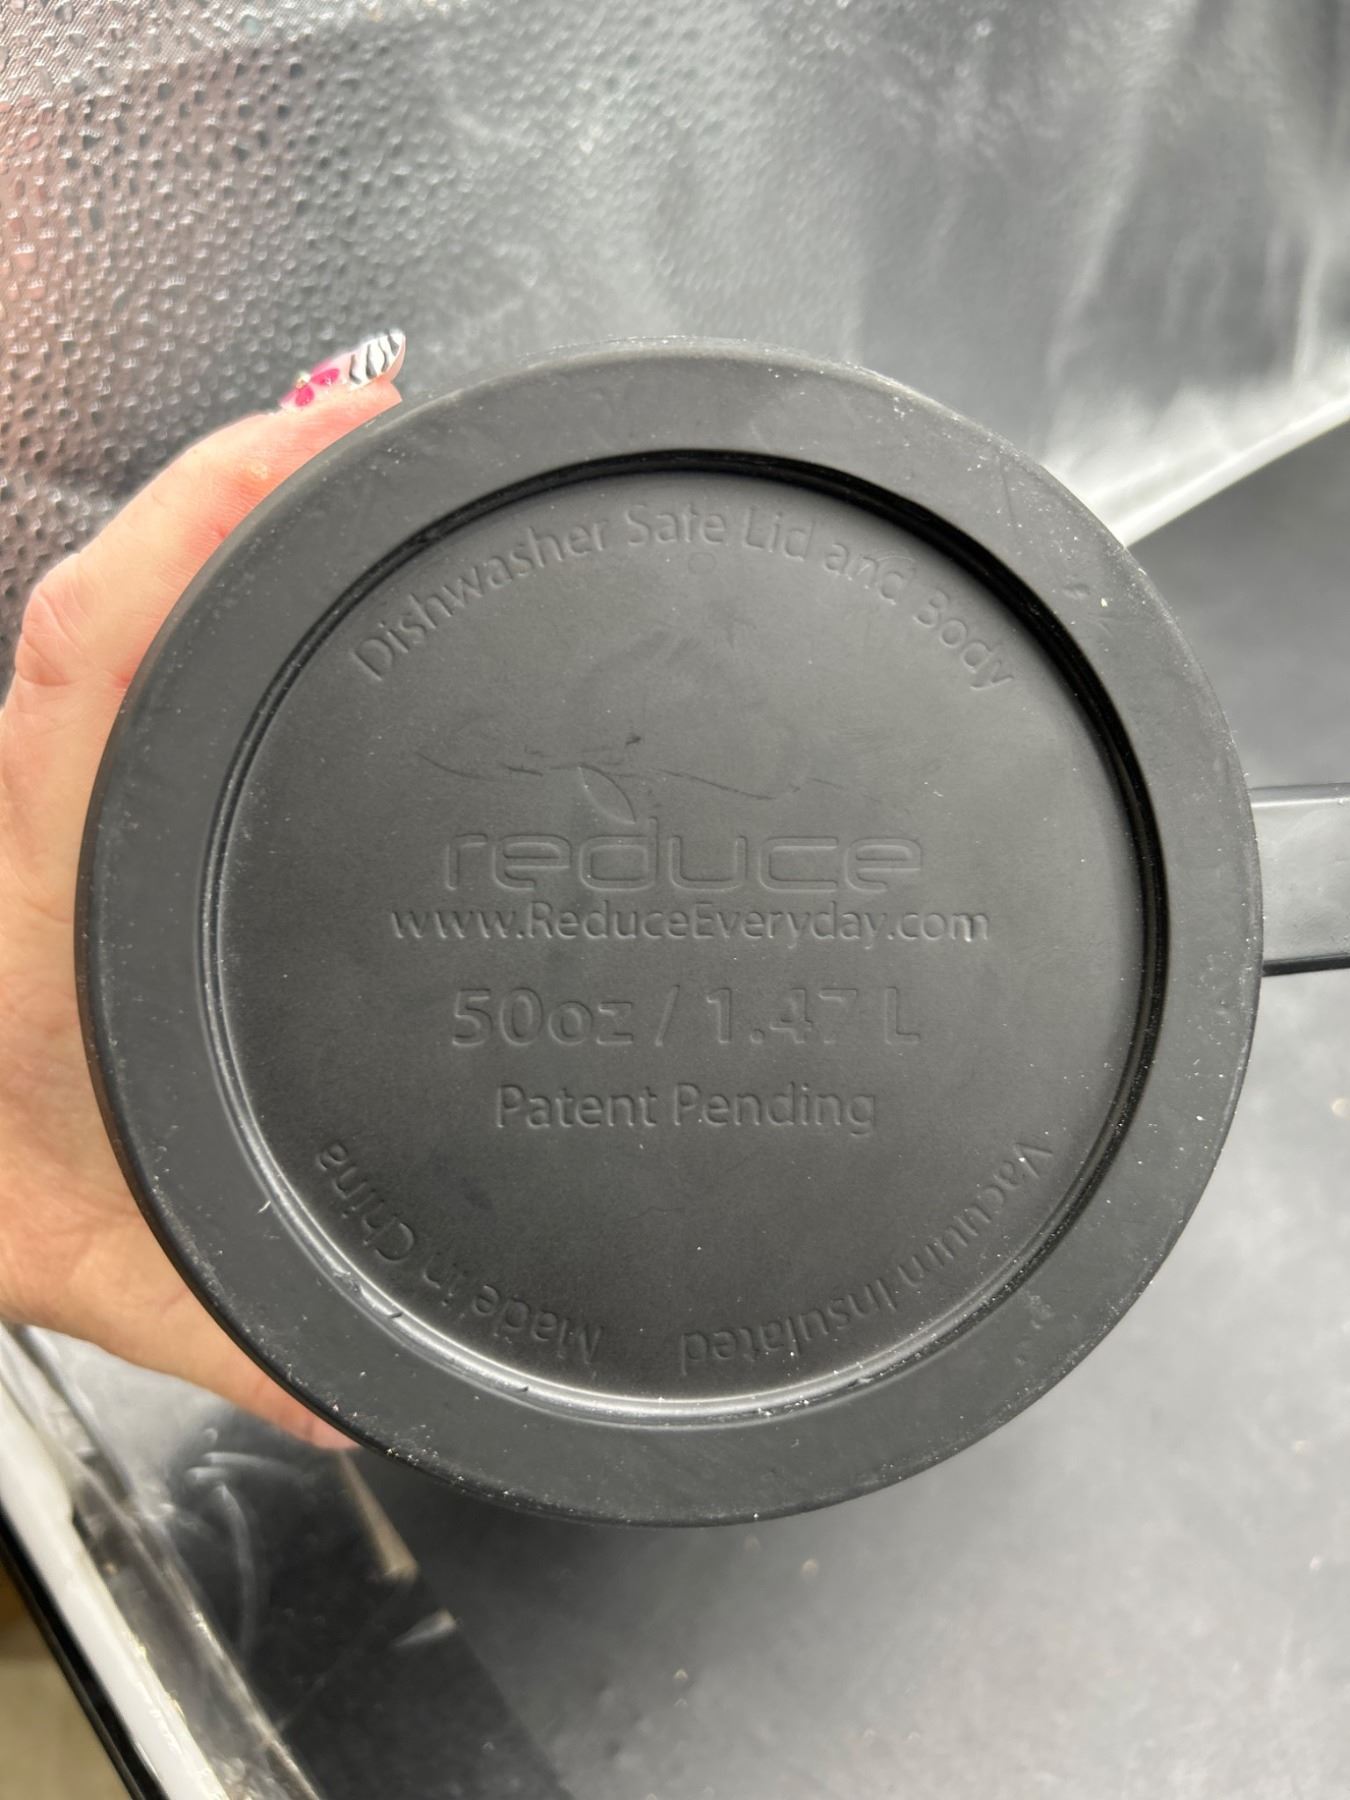 Dishwasher Safe Lid and Body
reduce
www.ReduceEveryday.com
50oz / 1.47 L
Patent Pending
Made in China
Vacuum Insulated